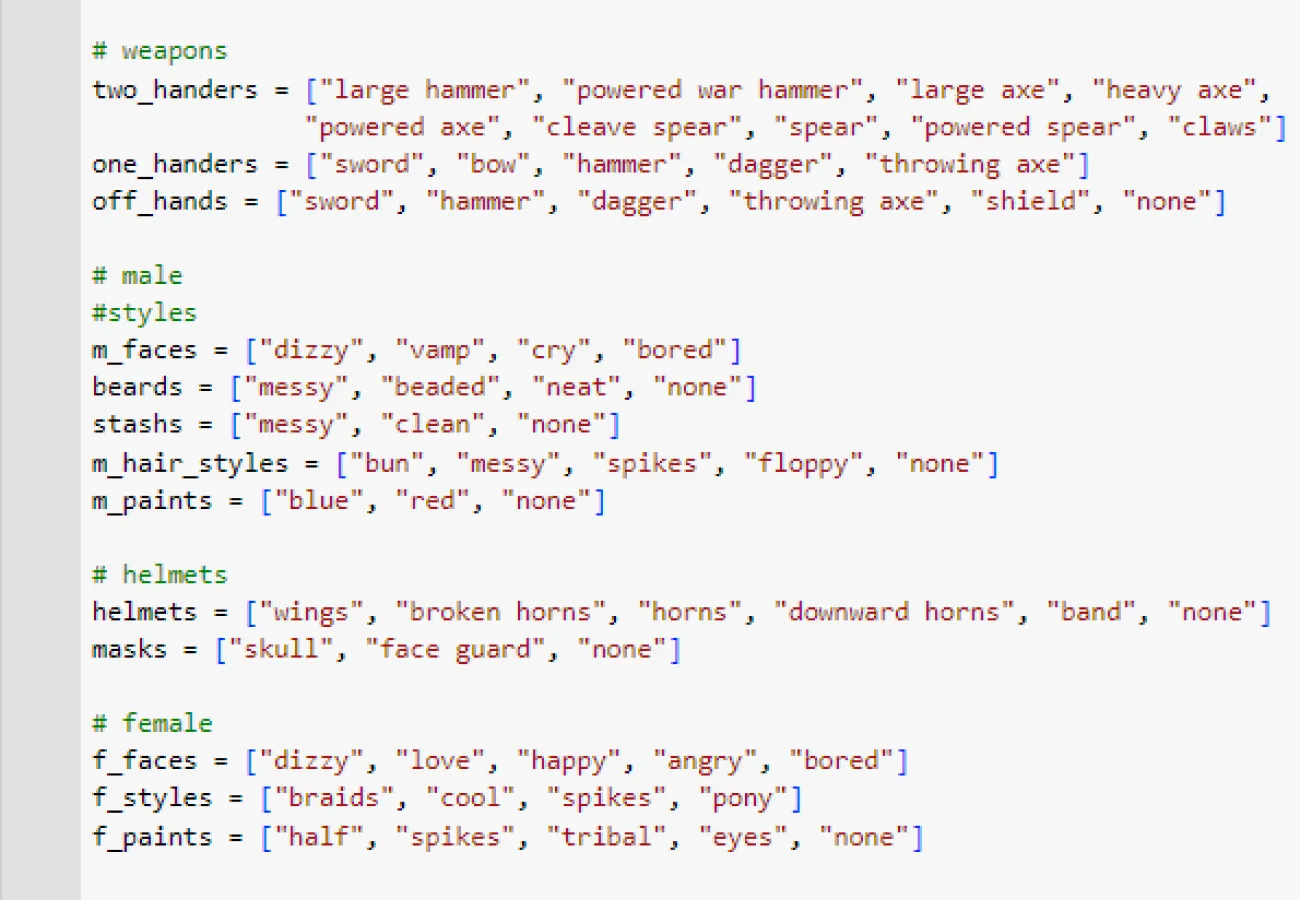 # weapons
two_handers = ["large hammer", "powered war hammer", "large axe", "heavy axe",
"powered axe", "cleave spear", "spear", "powered spear", "claws"]
one_handers = ["sword", "bow", "hammer", "dagger", "throwing axe"]
off_hands = ["sword", "hammer", "dagger", "throwing axe", "shield", "none"]
# male
#styles
m_faces = ["dizzy", "vamp", "cry", "bored"]
beards = ["messy", "beaded", "neat", "none"]
stashs = ["messy", "clean", "none"]
m_hair_styles = ["bun", "messy", "spikes", "floppy", "none"]
m_paints = ["blue", "red", "none"]
# helmets
helmets = ["wings", "broken horns", "horns", "downward horns", "band", "none"]
masks = ["skull", "face guard", "none"]
# female
f_faces = ["dizzy", "love", "happy", "angry", "bored"]
f_styles = ["braids", "cool", "spikes", "pony"]
f_paints = ["half", "spikes", "tribal", "eyes", "none"]